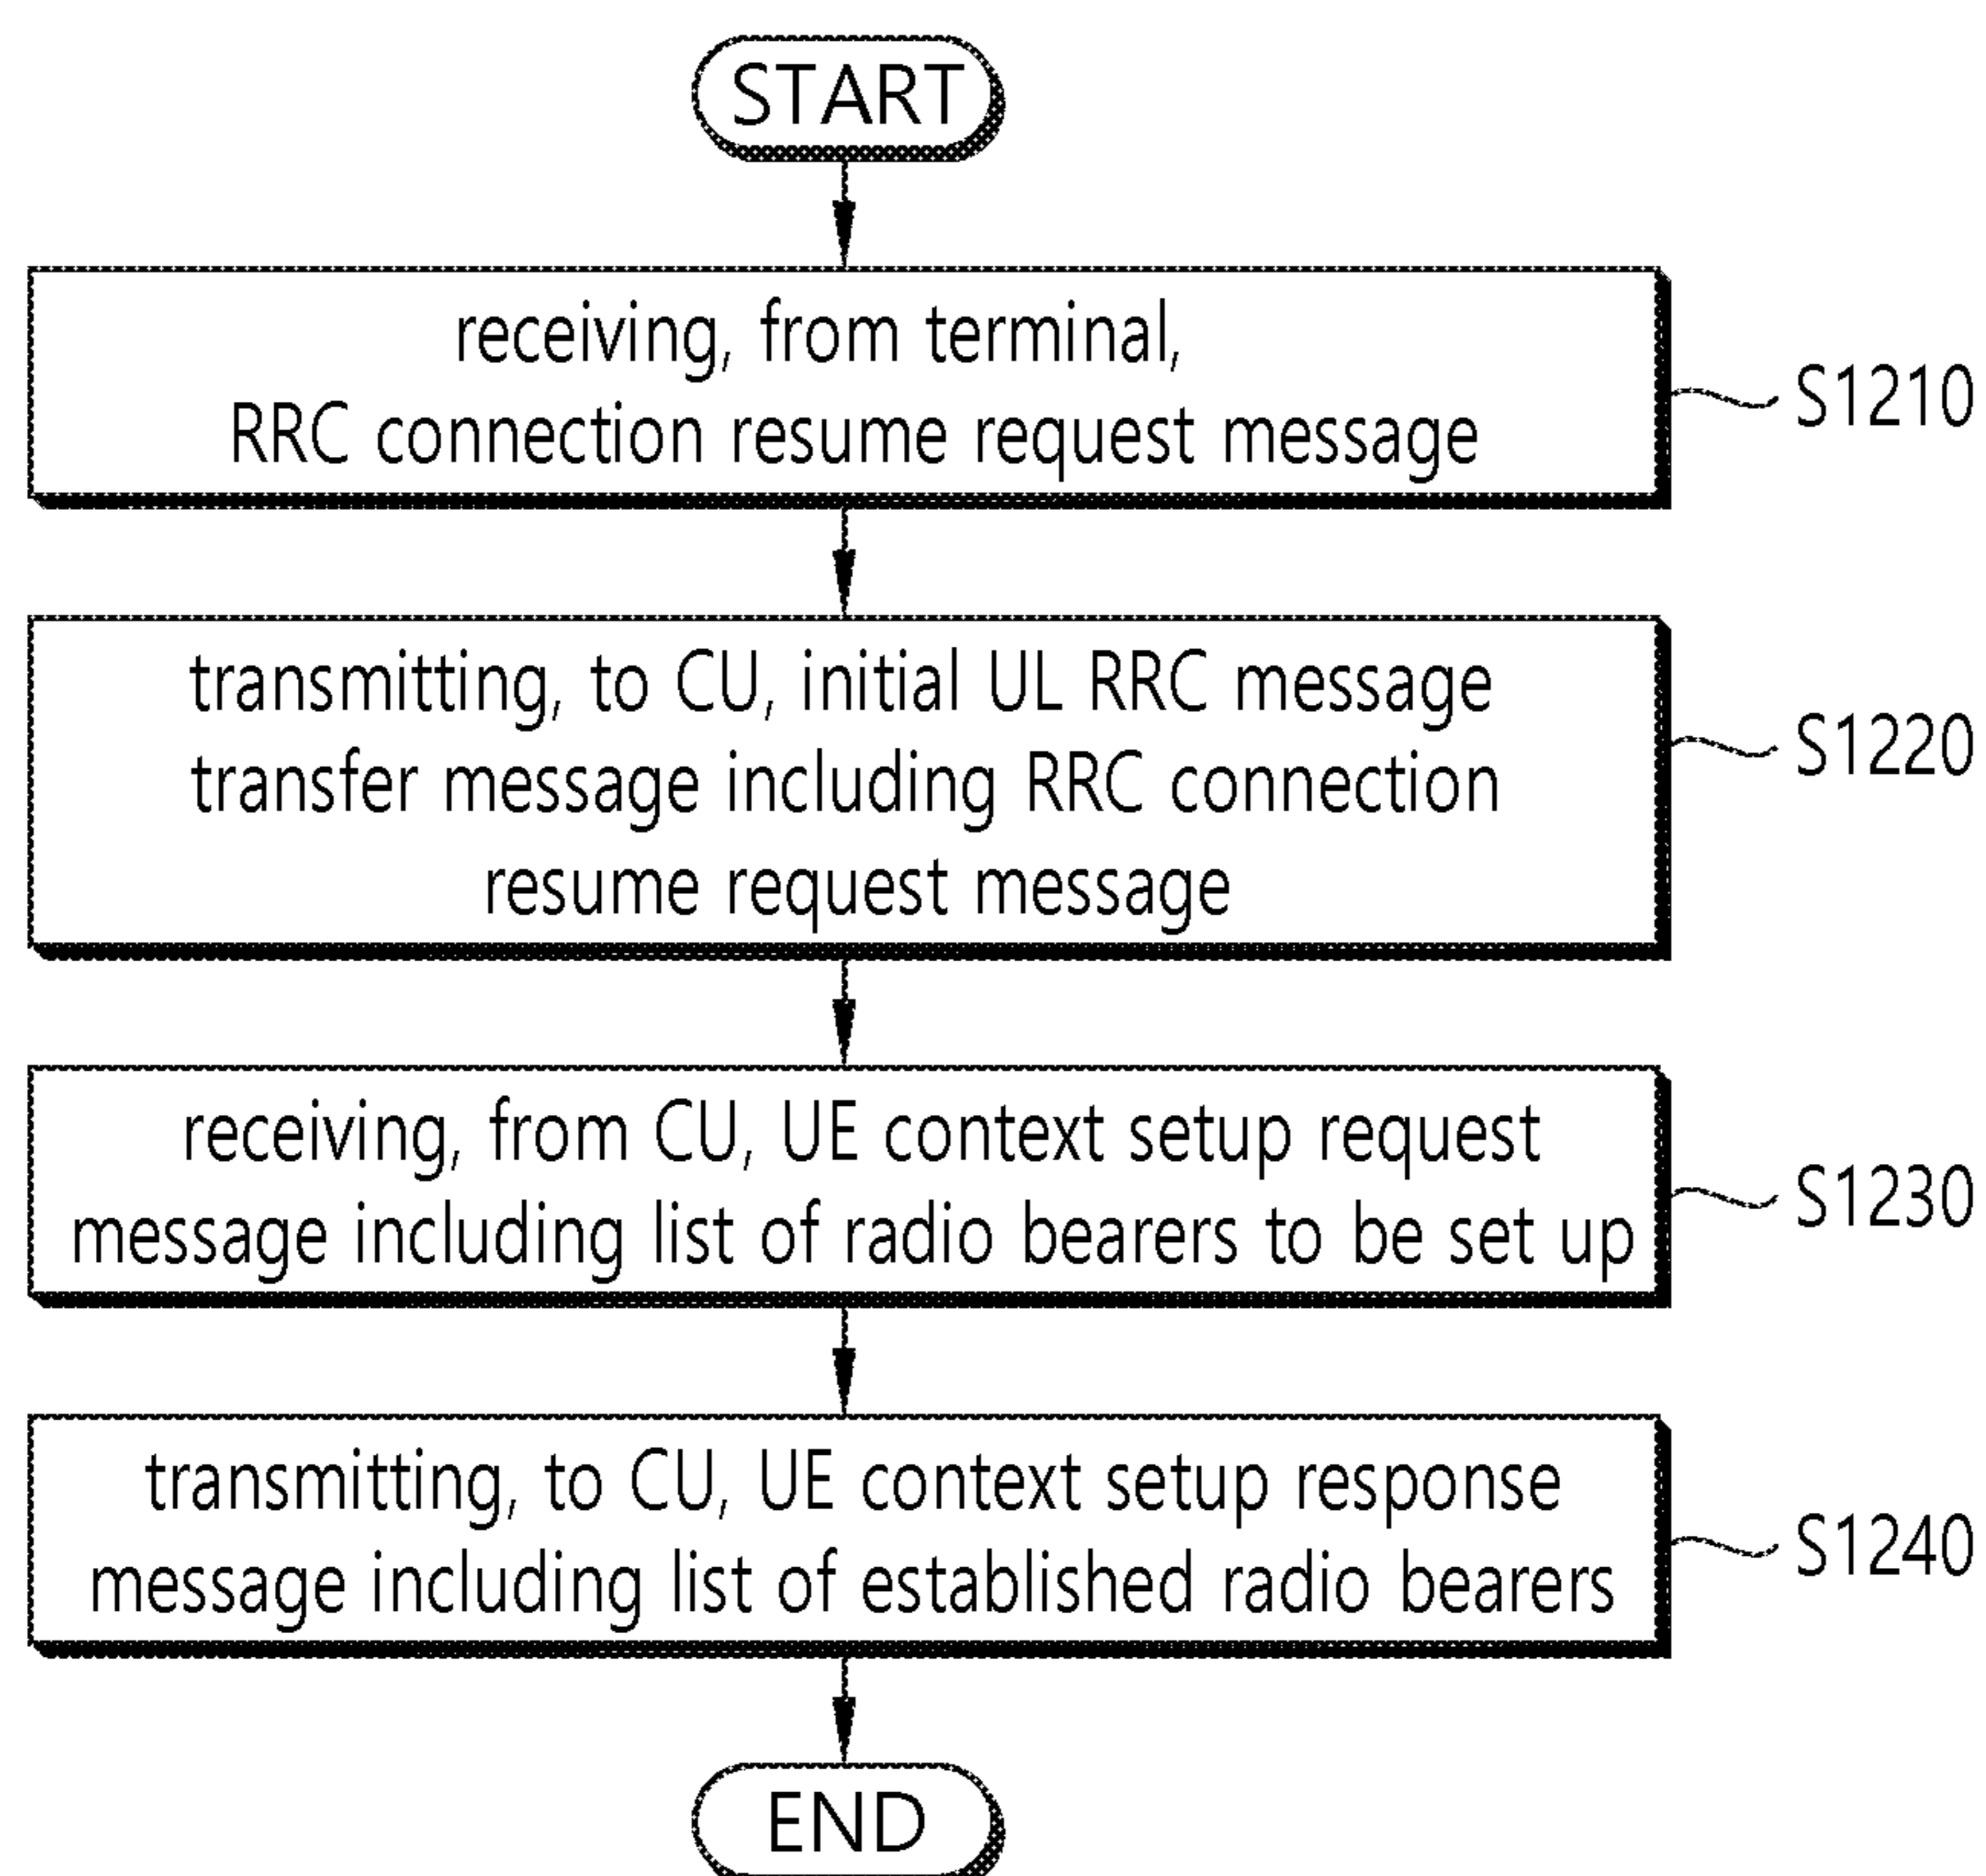 START
receiving, from terminal,
RRC connection resume request message
S1210
transmitting, to CU, initial UL RRC message
transfer message including RRC connection
resume request message
S1220
receiving, from CU, UE context setup request
message including list of radio bearers to be set up
S1230
transmitting, to CU, UE context setup response
message including list of established radio bearers
S1240
END